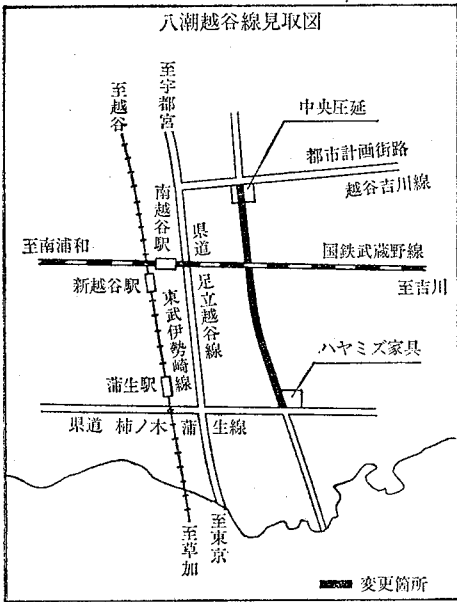 八潮越谷線見取図
至越谷
至宇都宮
中央圧延
都市計画街路
越谷吉川線
南越谷駅
県道
足立越谷線
至南浦和
国鉄武蔵野線
至吉川
新越谷駅
東武伊勢崎線
ハヤミズ家具
蒲生駅
県道 柿ノ木蒲生線
至東京
至草加
変更箇所